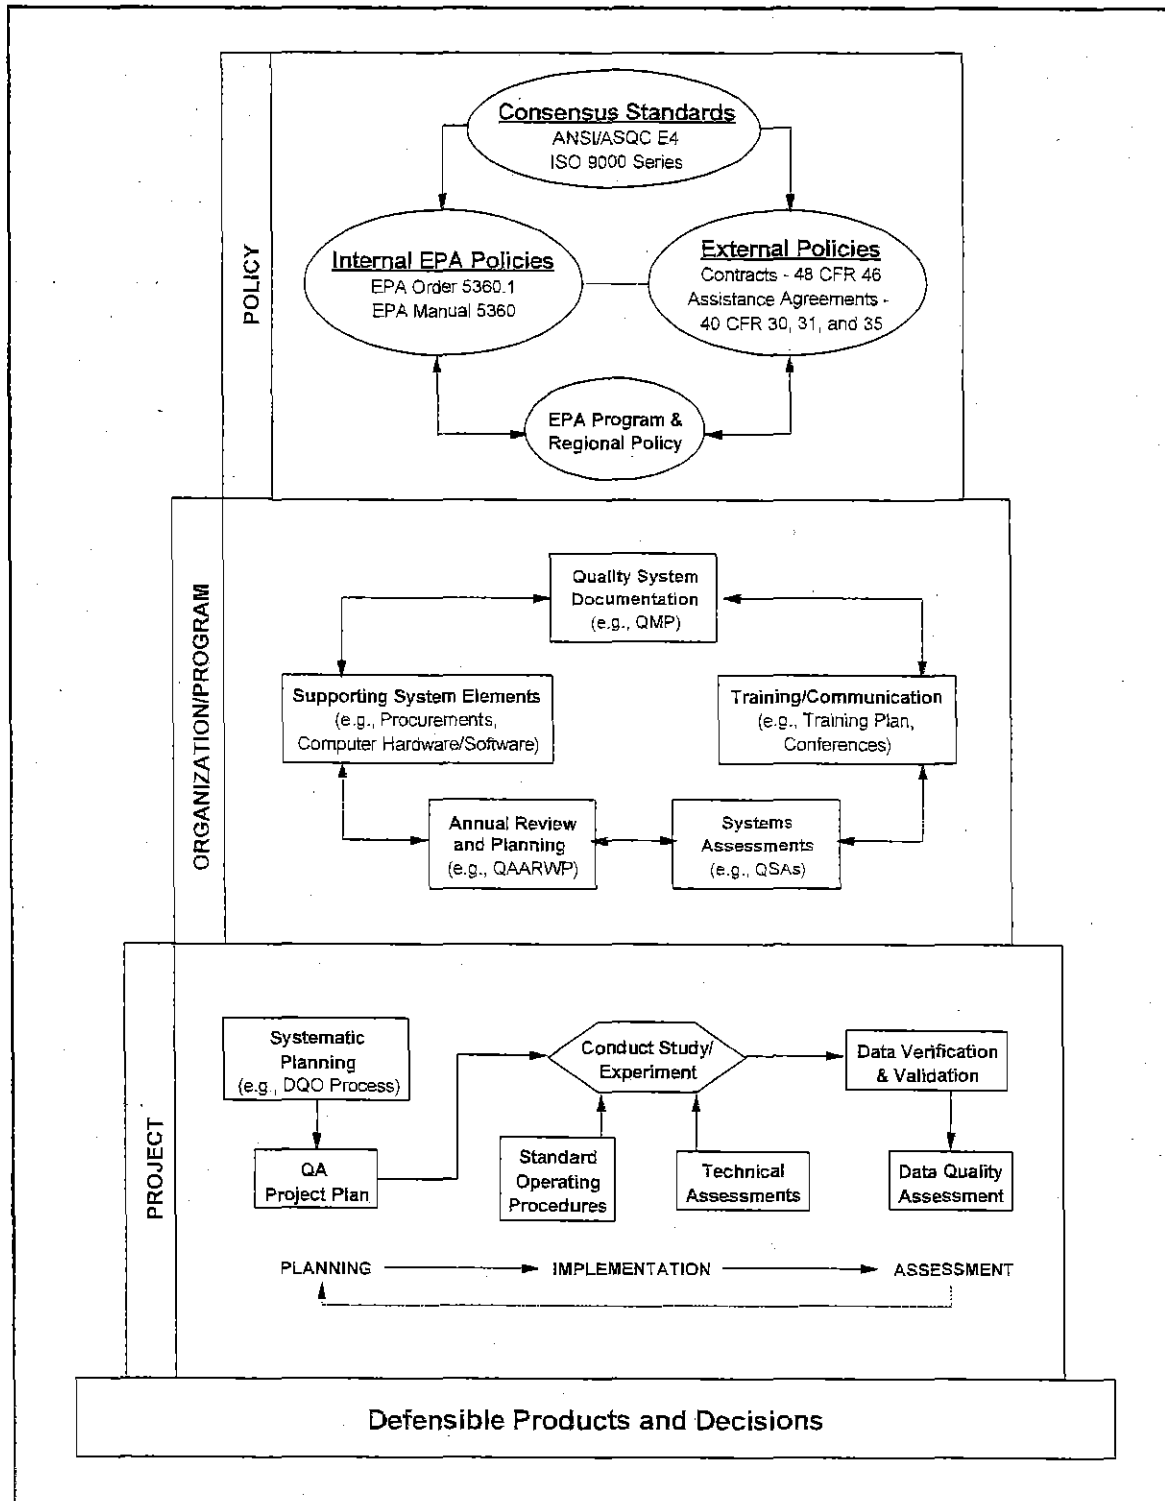 POLICY
Consensus Standards
ANSI/ASQC E4
ISO 9000 Series
Internal EPA Policies
EPA Order 5360.1
EPA Manual 5360
External Policies
Contracts - 48 CFR 46
Assistance Agreements -
40 CFR 30, 31, and 35
EPA Program &
Regional Policy
ORGANIZATION/PROGRAM
Quality System
Documentation
(e.g., QMP)
Supporting System Elements
(e.g., Procurements,
Computer Hardware/Software)
Training/Communication
(e.g., Training Plan,
Conferences)
Annual Review
and Planning
(e.g., QAARWP)
Systems
Assessments
(e.g., QSAs)
PROJECT
Systematic
Planning
(e.g., DQO Process)
QA
Project Plan
Conduct Study/
Experiment
Standard
Operating
Procedures
Technical
Assessments
Data Verification
& Validation
Data Quality
Assessment
PLANNING
IMPLEMENTATION
ASSESSMENT
Defensible Products and Decisions